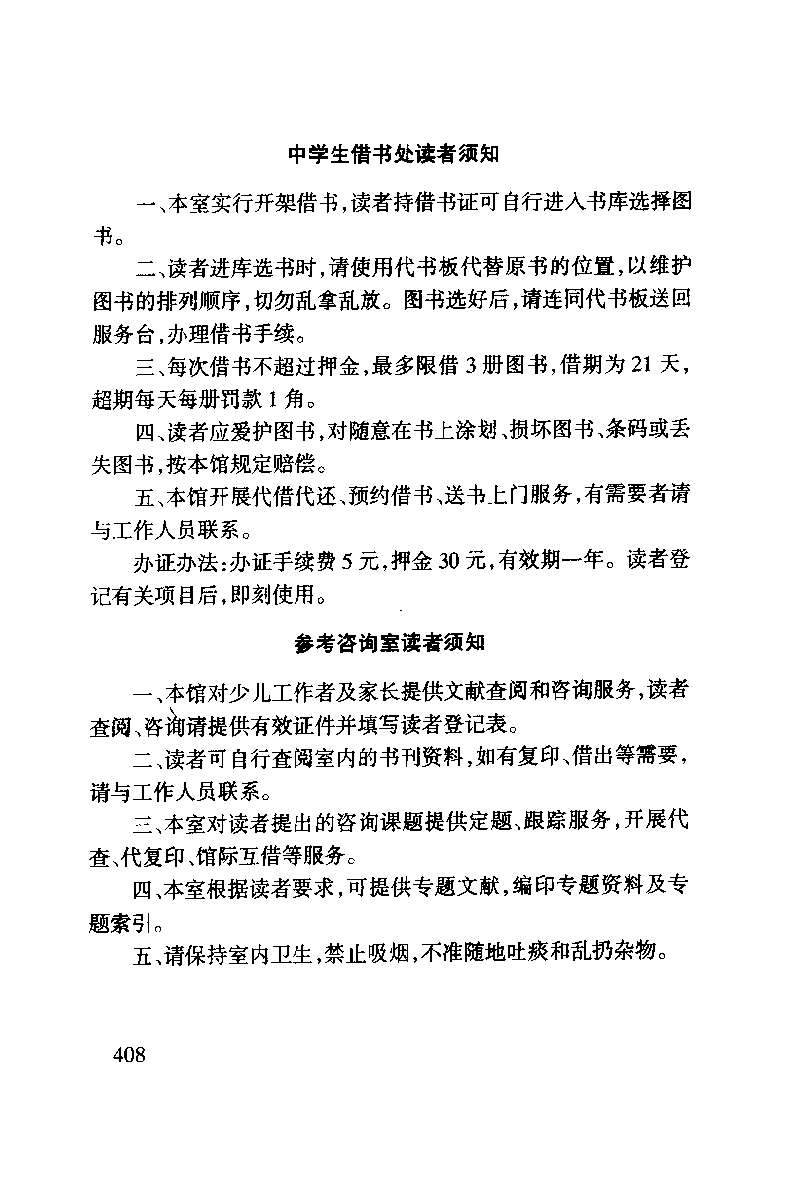 中学生借书处读者须知
一、本室实行开架借书,读者持借书证可自行进入书库选择图
书。
二、读者进库选书时,请使用代书板代替原书的位置,以维护
图书的排列顺序,切勿乱拿乱放。图书选好后,请连同代书板送回
服务台,办理借书手续。
三、每次借书不超过押金,最多限借 3 册图书,借期为 21 天,
超期每天每册罚款 1 角。
四、读者应爱护图书,对随意在书上涂划、损坏图书、条码或丢
失图书,按本馆规定赔偿。
五、本馆开展代借代还、预约借书、送书上门服务,有需要者请
与工作人员联系。
办证办法:办证手续费 5 元,押金 30 元,有效期一年。读者登
记有关项目后,即刻使用。
参考咨询室读者须知
一、本馆对少儿工作者及家长提供文献查阅和咨询服务,读者
查阅、咨询请提供有效证件并填写读者登记表。
二、读者可自行查阅室内的书刊资料,如有复印、借出等需要,
请与工作人员联系。
三、本室对读者提出的咨询课题提供定题、跟踪服务,开展代
查、代复印、馆际互借等服务。
四、本室根据读者要求,可提供专题文献,编印专题资料及专
题索引。
五、请保持室内卫生,禁止吸烟,不准随地吐痰和乱扔杂物。
408